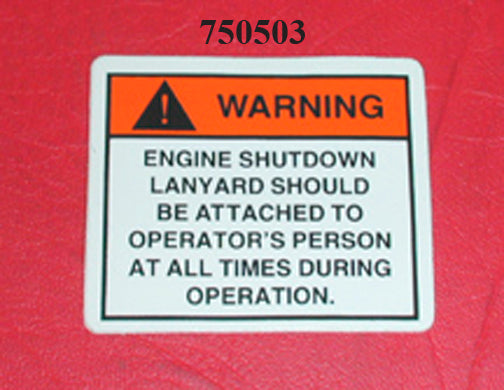 750503
WARNING
ENGINE SHUTDOWN
LANYARD SHOULD
BE ATTACHED TO
OPERATOR'S PERSON
AT ALL TIMES DURING
OPERATION.